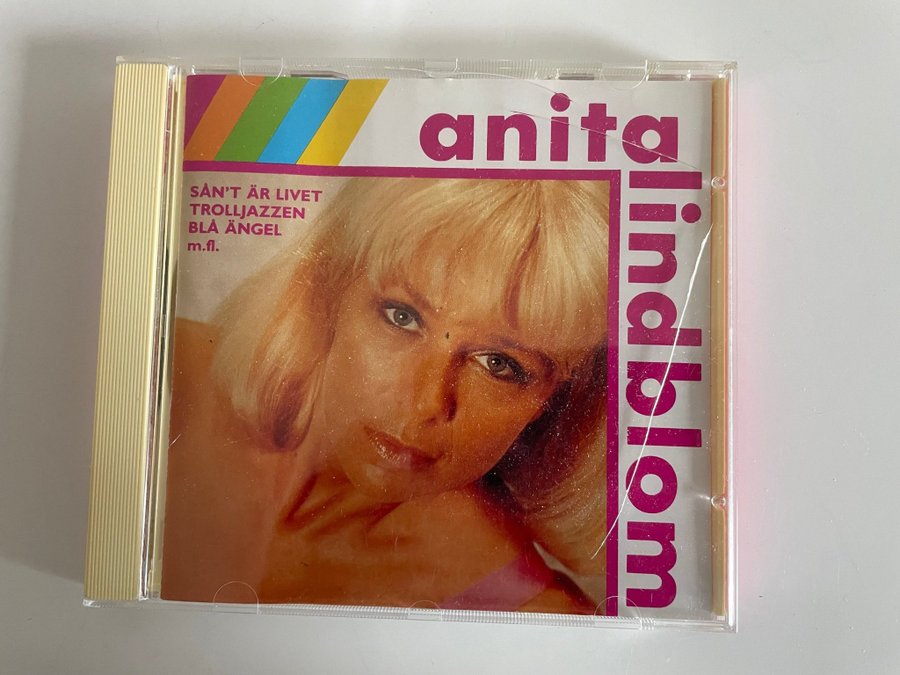 anita
lindblom
SÅN'T ÄR LIVET
TROLLJAZZEN
BLÅ ÄNGEL
m.fl.